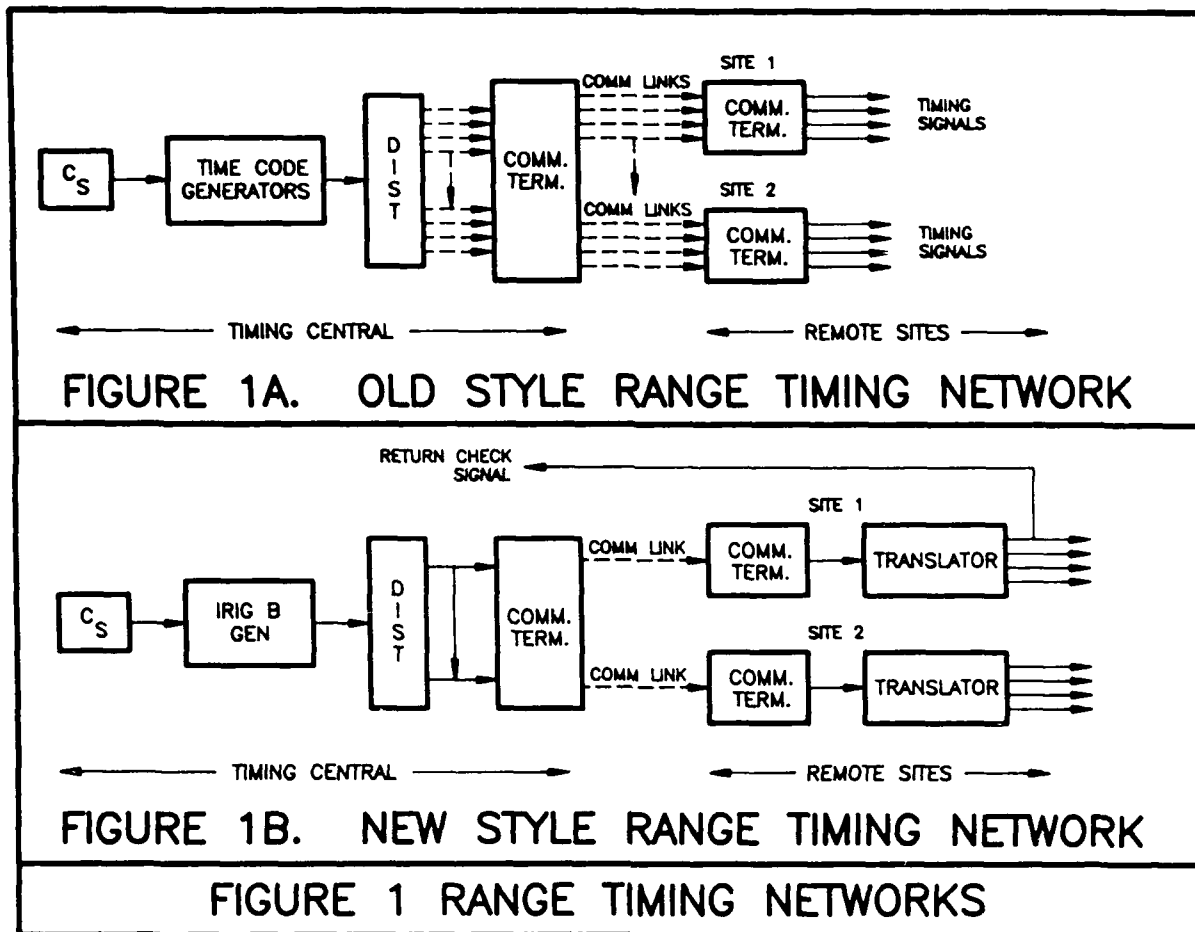 SITE 1
COMM LINKS
C_S
TIME CODE
GENERATORS
D
I
S
T
COMM.
TERM.
COMM.
TERM.
TIMING
SIGNALS
SITE 2
COMM LINKS
COMM.
TERM.
TIMING
SIGNALS
TIMING CENTRAL
REMOTE SITES
FIGURE 1A. OLD STYLE RANGE TIMING NETWORK
RETURN CHECK
SIGNAL
SITE 1
C_S
IRIG B
GEN
D
I
S
T
COMM.
TERM.
COMM LINK
COMM.
TERM.
TRANSLATOR
SITE 2
COMM LINK
COMM.
TERM.
TRANSLATOR
TIMING CENTRAL
REMOTE SITES
FIGURE 1B. NEW STYLE RANGE TIMING NETWORK
FIGURE 1 RANGE TIMING NETWORKS